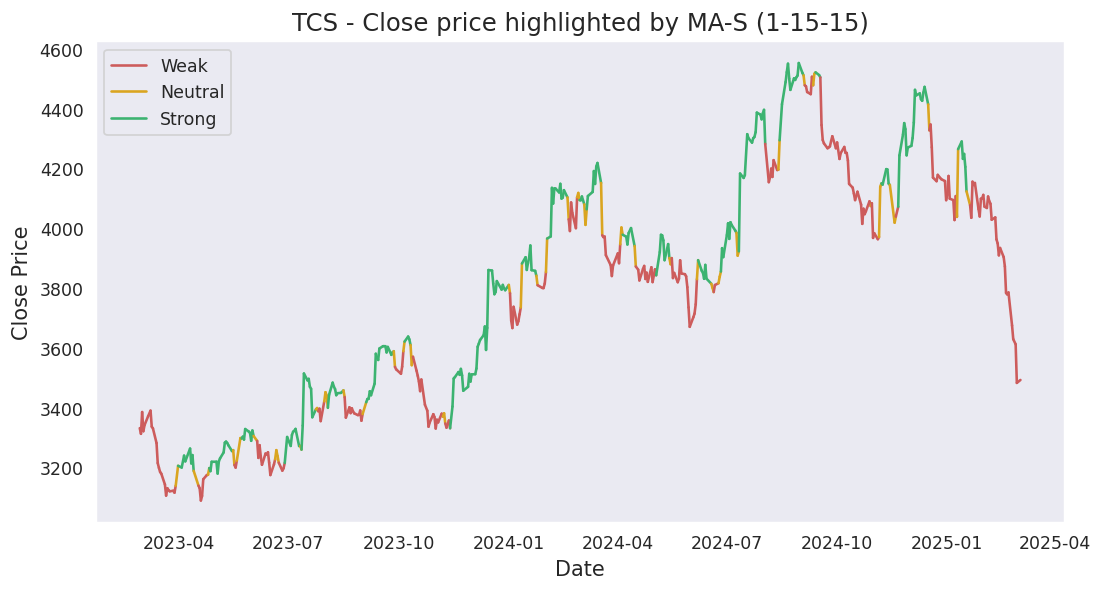 TCS - Close price highlighted by MA-S (1-15-15)
Weak
Neutral
Strong
Close Price
4600
4400
4200
4000
3800
3600
3400
3200
2023-04 2023-07 2023-10 2024-01 2024-04 2024-07 2024-10 2025-01 2025-04
Date